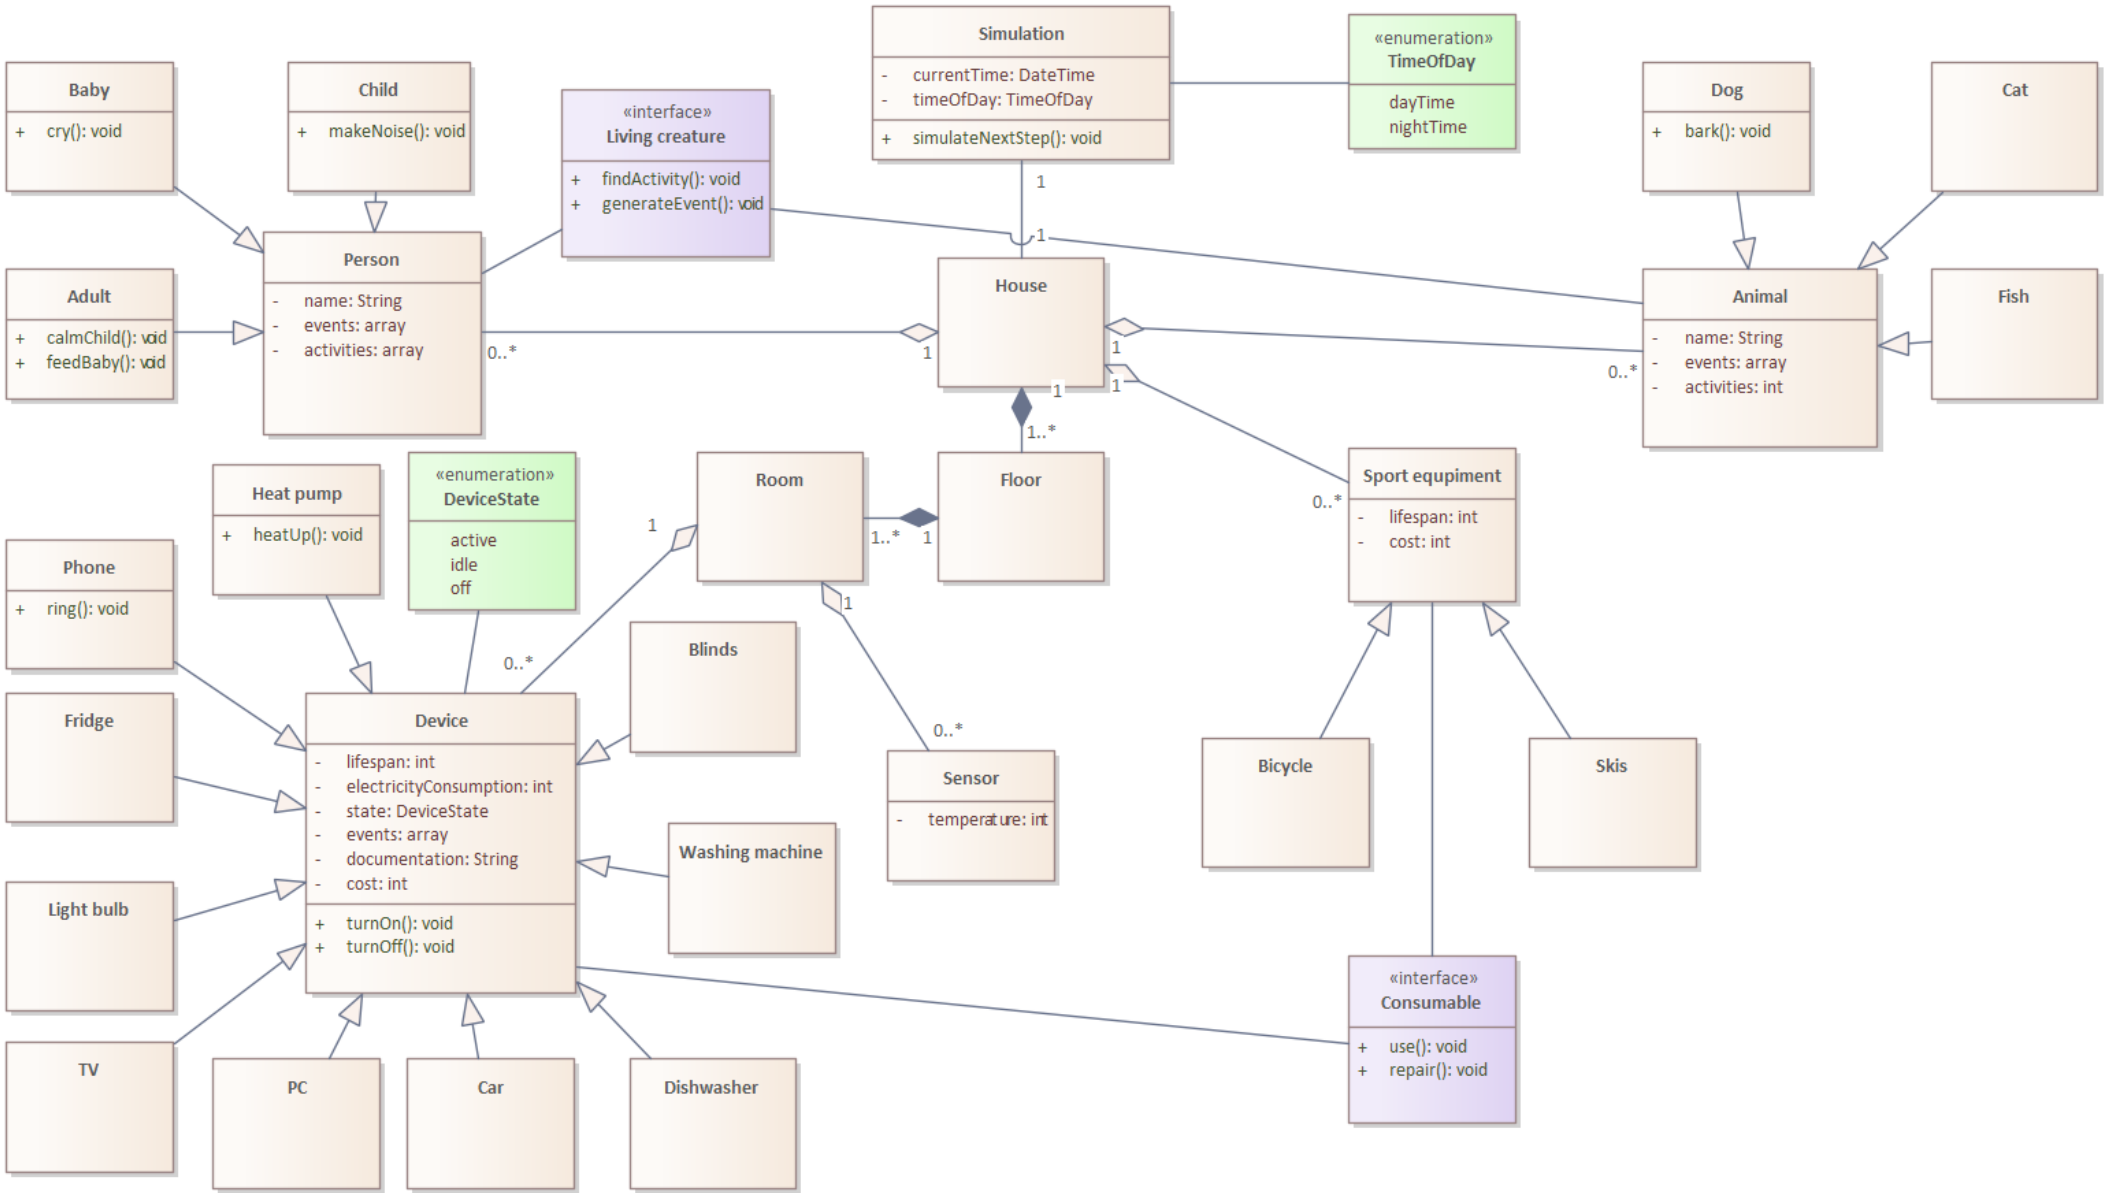 Baby
+ cry(): void
Child
+ makeNoise(): void
«interface»
Living creature
+ findActivity(): void
+ generateEvent(): void
Simulation
- currentTime: DateTime
- timeOfDay: TimeOfDay
+ simulateNextStep(): void
«enumeration»
TimeOfDay
dayTime
nightTime
Dog
+ bark(): void
Cat
1
1
Adult
+ calmChild(): void
+ feedBaby(): void
Person
- name: String
- events: array
- activities: array
0..*
1
House
1
0..*
1
1
1..*
Animal
- name: String
- events: array
- activities: int
Fish
Heat pump
+ heatUp(): void
«enumeration»
DeviceState
active
idle
off
Room
Floor
1..*
1
1
1
0..*
Sport equpiment
- lifespan: int
- cost: int
Phone
+ ring(): void
0..*
Blinds
Fridge
Device
- lifespan: int
- electricityConsumption: int
- state: DeviceState
- events: array
- documentation: String
- cost: int
+ turnOn(): void
+ turnOff(): void
0..*
Sensor
- temperature: int
Bicycle
Skis
Washing machine
Light bulb
«interface»
Consumable
+ use(): void
+ repair(): void
TV
PC
Car
Dishwasher